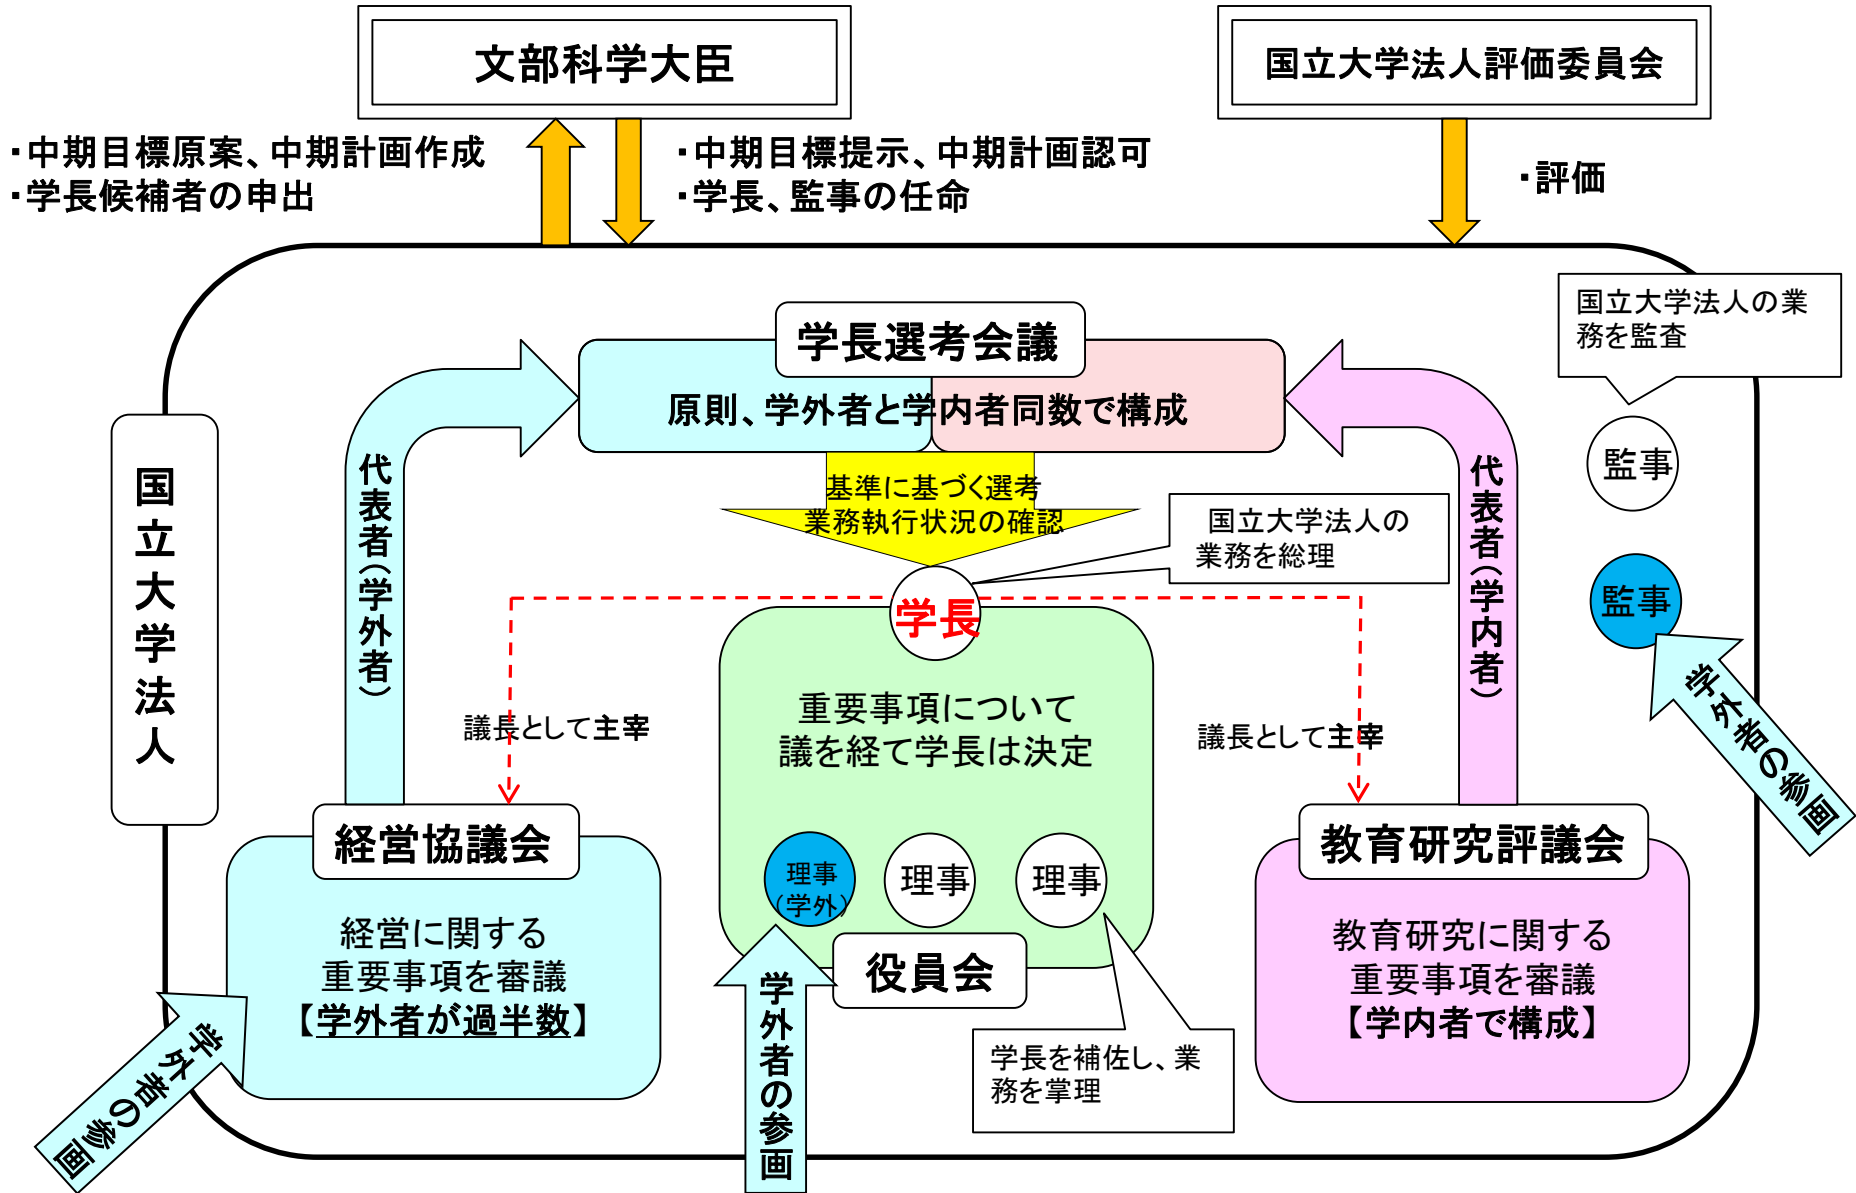 文部科学大臣
国立大学法人評価委員会
・中期目標原案、中期計画作成
・学長候補者の申出
・中期目標提示、中期計画認可
・学長、監事の任命
・評価
国立大学法人
学長選考会議
原則、学外者と学内者同数で構成
国立大学法人の業
務を監査
監事
監事
学外者の参画
代表者（学外者）
代表者（学内者）
基準に基づく選考
業務執行状況の確認
国立大学法人の
業務を総理
学長
重要事項について
議を経て学長は決定
議長として主宰
議長として主宰
経営協議会
経営に関する
重要事項を審議
【学外者が過半数】
学外者の参画
理事
（学外）
理事
理事
役員会
学外者の参画
学長を補佐し、業
務を掌理
教育研究評議会
教育研究に関する
重要事項を審議
【学内者で構成】